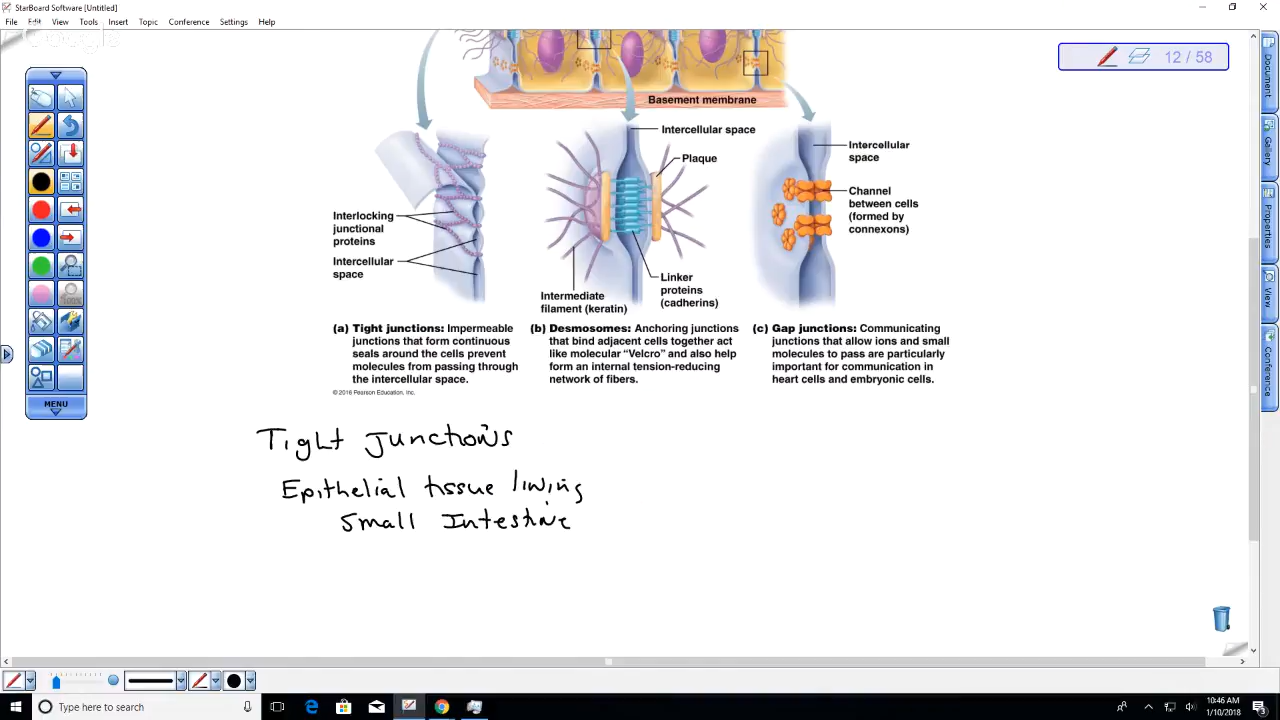 StarBoard Software [Untitled]
File Edit View Tools Insert Topic Conference Settings Help
12 / 58
Document
Gallery
Properties
View
Conference
MENU
Basement membrane
Intercellular space
Plaque
Linker
proteins
(cadherins)
Intermediate
filament (keratin)
Interlocking
junctional
proteins
Intercellular
space
Intercellular
space
Channel
between cells
(formed by
connexons)
(a) Tight junctions: Impermeable
junctions that form continuous
seals around the cells prevent
molecules from passing through
the intercellular space.
(b) Desmosomes: Anchoring junctions
that bind adjacent cells together act
like molecular “Velcro” and also help
form an internal tension-reducing
network of fibers.
(c) Gap junctions: Communicating
junctions that allow ions and small
molecules to pass are particularly
important for communication in
heart cells and embryonic cells.
© 2016 Pearson Education, Inc.
Tight Junctions
Epithelial tissue lining
small Intestine
Type here to search
10:46 AM
1/10/2018